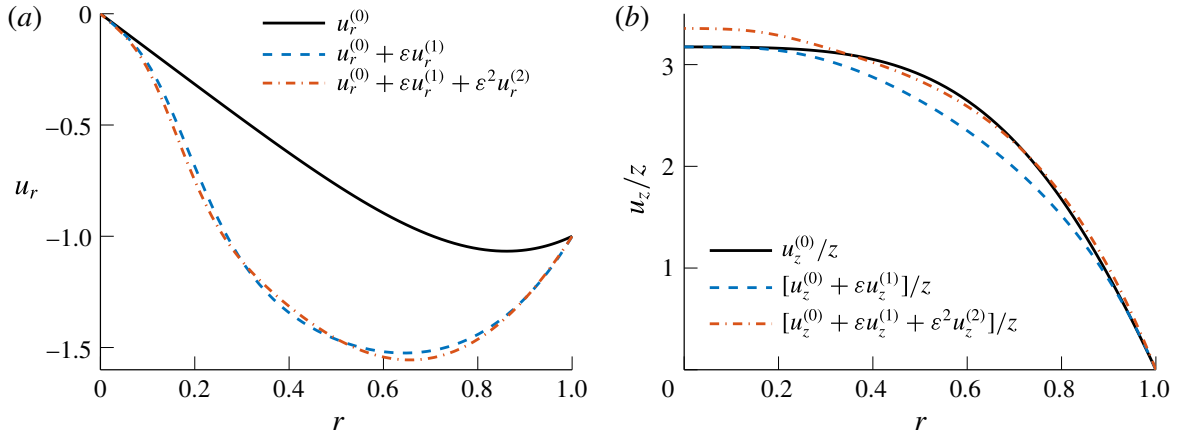 (a)
0
−0.5
−1.0
−1.5
u_r
0
0.2
0.4
0.6
0.8
1.0
r
u_r^(0)
u_r^(0) + εu_r^(1)
u_r^(0) + εu_r^(1) + ε²u_r^(2)
(b)
3
2
1
u_z/z
0
0.2
0.4
0.6
0.8
1.0
r
u_z^(0)/z
[u_z^(0) + εu_z^(1)]/z
[u_z^(0) + εu_z^(1) + ε²u_z^(2)]/z